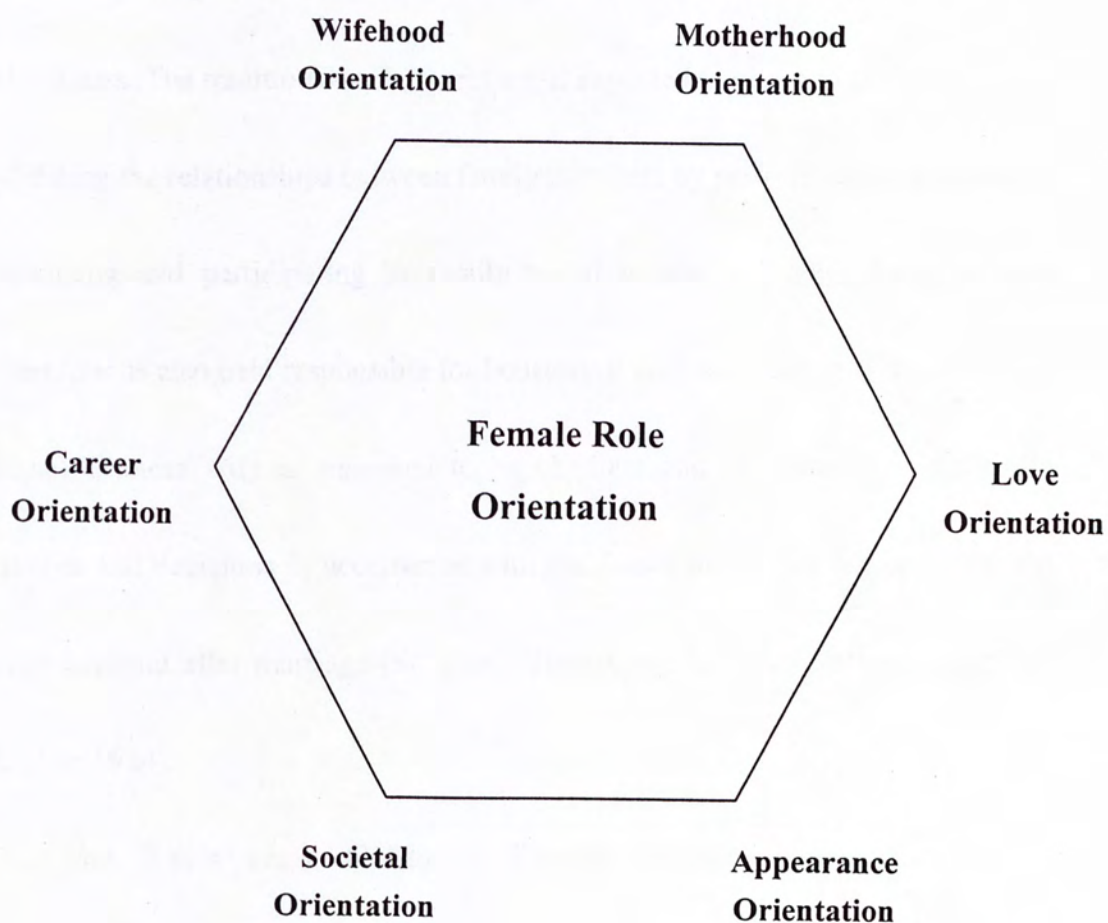 Wifehood
Orientation
Motherhood
Orientation
Female Role
Orientation
Career
Orientation
Love
Orientation
Societal
Orientation
Appearance
Orientation